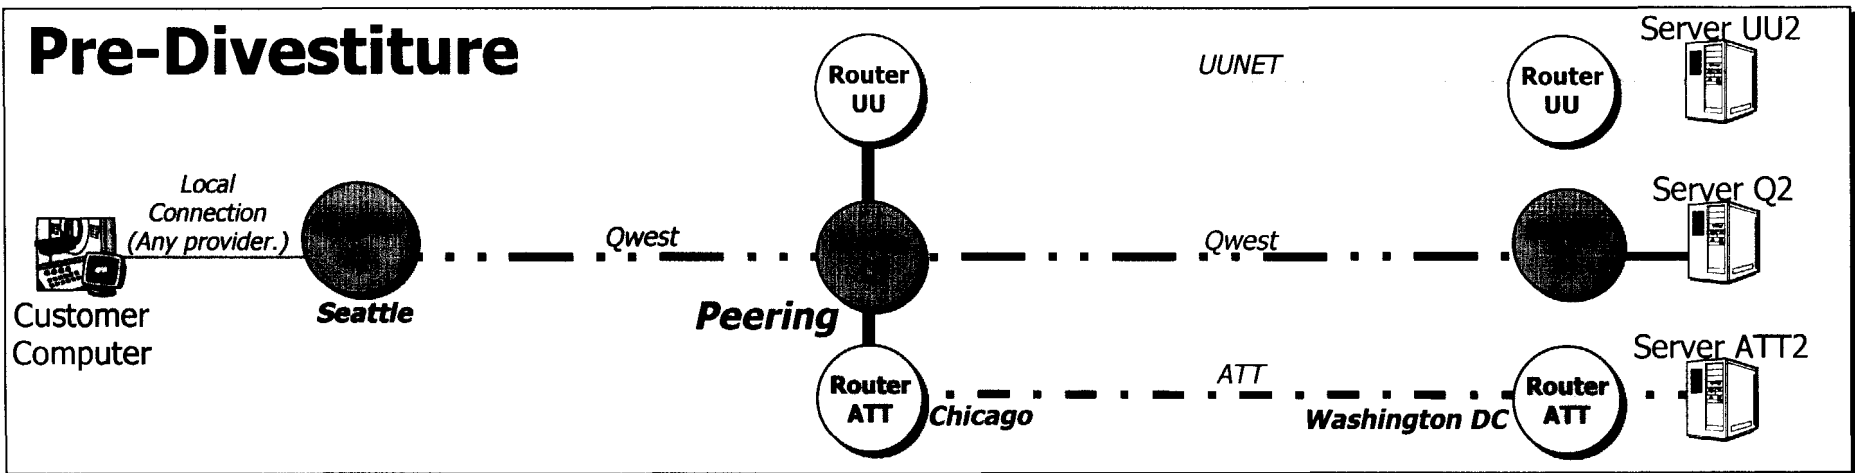 Pre-Divestiture
Router
UU
UUNET
Router
UU
Server UU2
Local
Connection
(Any provider.)
Qwest
Qwest
Server Q2
Customer
Computer
Seattle
Peering
Router
ATT
Chicago
ATT
Washington DC
Router
ATT
Server ATT2